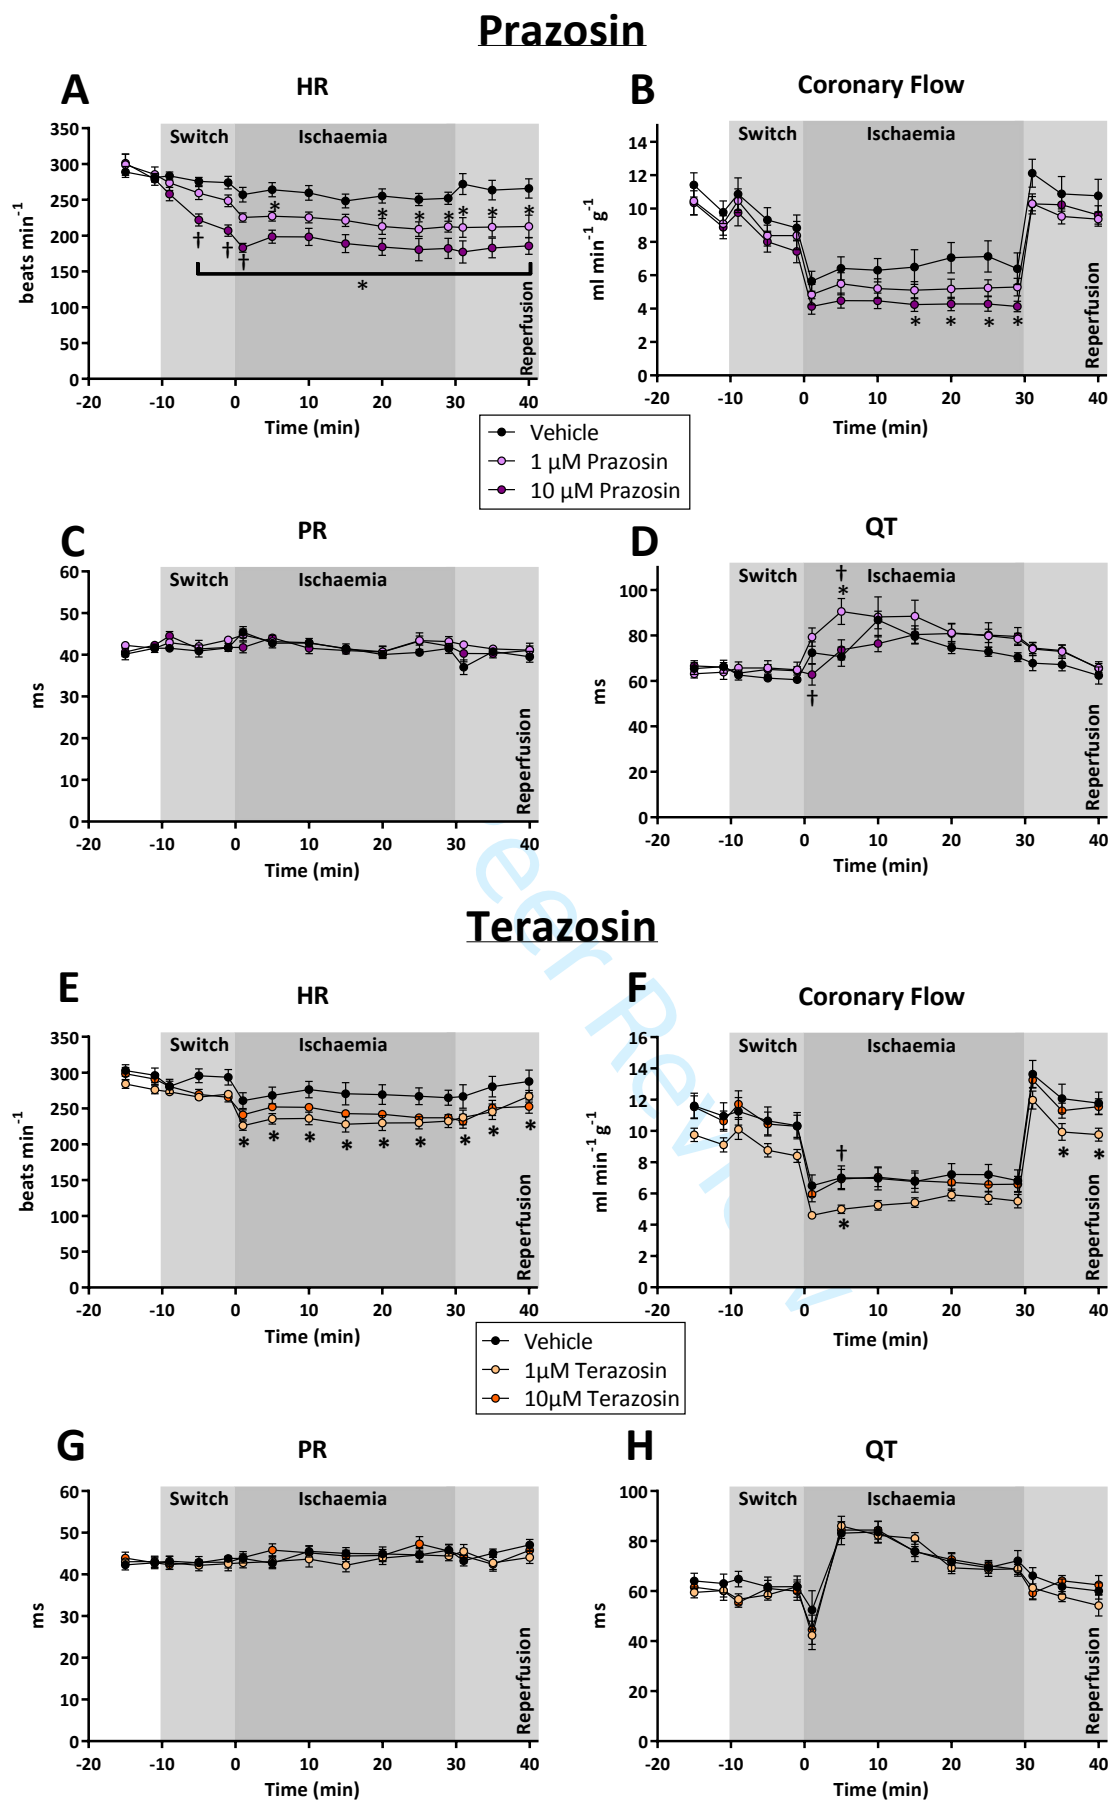 Prazosin
A
HR
350
300
250
200
150
100
50
0
beats min-1
Switch
Ischaemia
Reperfusion
*
*
*
*
*
*
*
†
†
†
*
-20
-10
0
10
20
30
40
Time (min)
B
Coronary Flow
14
12
10
8
6
4
2
0
ml min-1 g-1
Switch
Ischaemia
Reperfusion
*
*
*
*
-20
-10
0
10
20
30
40
Time (min)
Vehicle
1 µM Prazosin
10 µM Prazosin
C
PR
60
50
40
30
20
10
0
ms
Switch
Ischaemia
Reperfusion
-20
-10
0
10
20
30
40
Time (min)
D
QT
100
80
60
40
20
0
ms
Switch
Ischaemia
Reperfusion
†
*
†
-20
-10
0
10
20
30
40
Time (min)
eer Review
Terazosin
E
HR
350
300
250
200
150
100
50
0
beats min-1
Switch
Ischaemia
Reperfusion
*
*
*
*
*
*
*
*
*
-20
-10
0
10
20
30
40
Time (min)
F
Coronary Flow
16
14
12
10
8
6
4
2
0
ml min-1 g-1
Switch
Ischaemia
Reperfusion
†
*
*
*
-20
-10
0
10
20
30
40
Time (min)
Vehicle
1µM Terazosin
10µM Terazosin
G
PR
60
50
40
30
20
10
0
ms
Switch
Ischaemia
Reperfusion
-20
-10
0
10
20
30
40
Time (min)
H
QT
100
80
60
40
20
0
ms
Switch
Ischaemia
Reperfusion
-20
-10
0
10
20
30
40
Time (min)